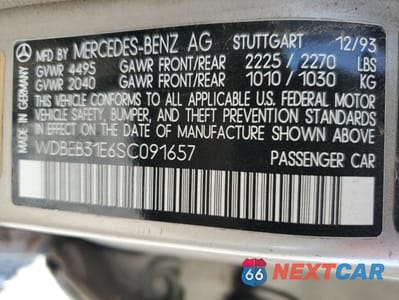 MADE IN GERMANY
MFD. BY MERCEDES-BENZ AG STUTTGART 12/93
GVWR 4495 GAWR FRONT/REAR 2225 / 2270 LBS
GVWR 2040 GAWR FRONT/REAR 1010 / 1030 KG
THIS VEHICLE CONFORMS TO ALL APPLICABLE U.S. FEDERAL MOTOR
VEHICLE SAFETY, BUMPER, AND THEFT PREVENTION STANDARDS
IN EFFECT ON THE DATE OF MANUFACTURE SHOWN ABOVE
WDBEB31E6SC091657 PASSENGER CAR
66 NEXTCAR